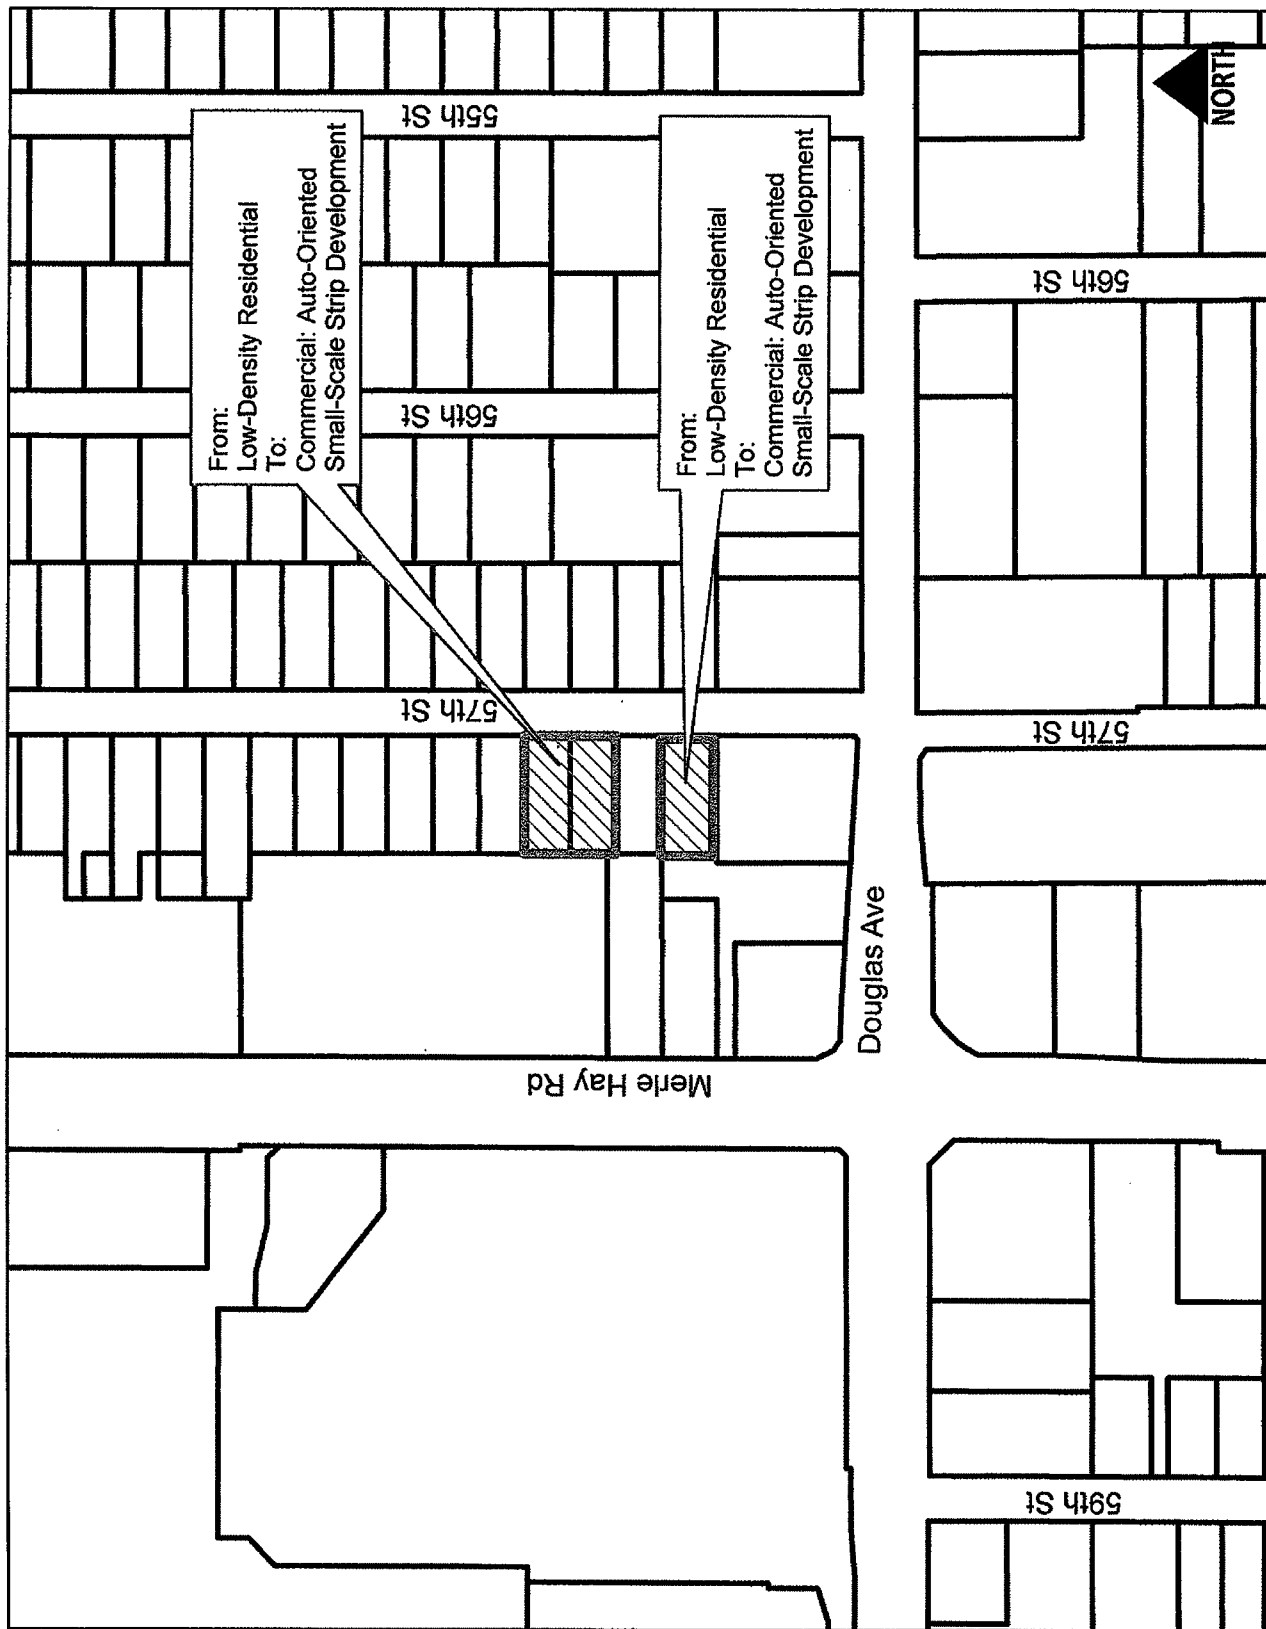 55th St
From:
Low-Density Residential
To:
Commercial: Auto-Oriented
Small-Scale Strip Development
56th St
57th St
From:
Low-Density Residential
To:
Commercial: Auto-Oriented
Small-Scale Strip Development
Merle Hay Rd
Douglas Ave
56th St
57th St
59th St
NORTH